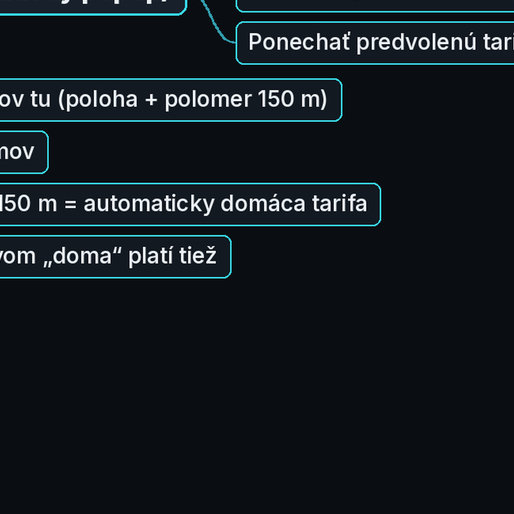 Ponechať predvolenú tari
ov tu (poloha + polomer 150 m)
mov
150 m = automaticky domáca tarifa
vom „doma“ platí tiež